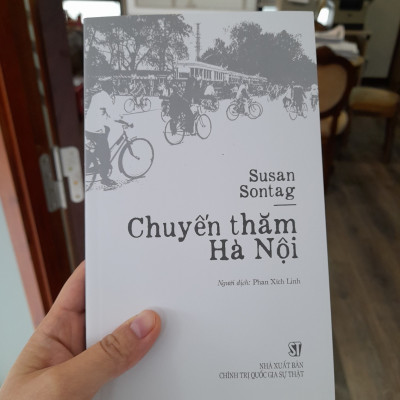 Susan
Sontag
Chuyến thăm
Hà Nội
Người dịch: Phan Xích Linh
ST
NHÀ XUẤT BẢN
CHÍNH TRỊ QUỐC GIA SỰ THẬT